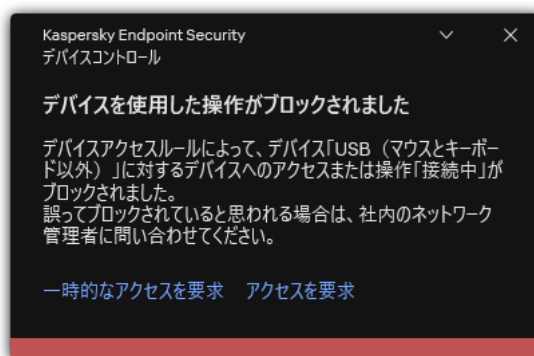 Kaspersky Endpoint Security
デバイスコントロール
デバイスを使用した操作がブロックされました
デバイスアクセスルールによって、デバイス「USB（マウスとキーボー
ド以外）」に対するデバイスへのアクセスまたは操作「接続中」が
ブロックされました。
誤ってブロックされていると思われる場合は、社内のネットワーク
管理者に問い合わせてください。
一時的なアクセスを要求　アクセスを要求